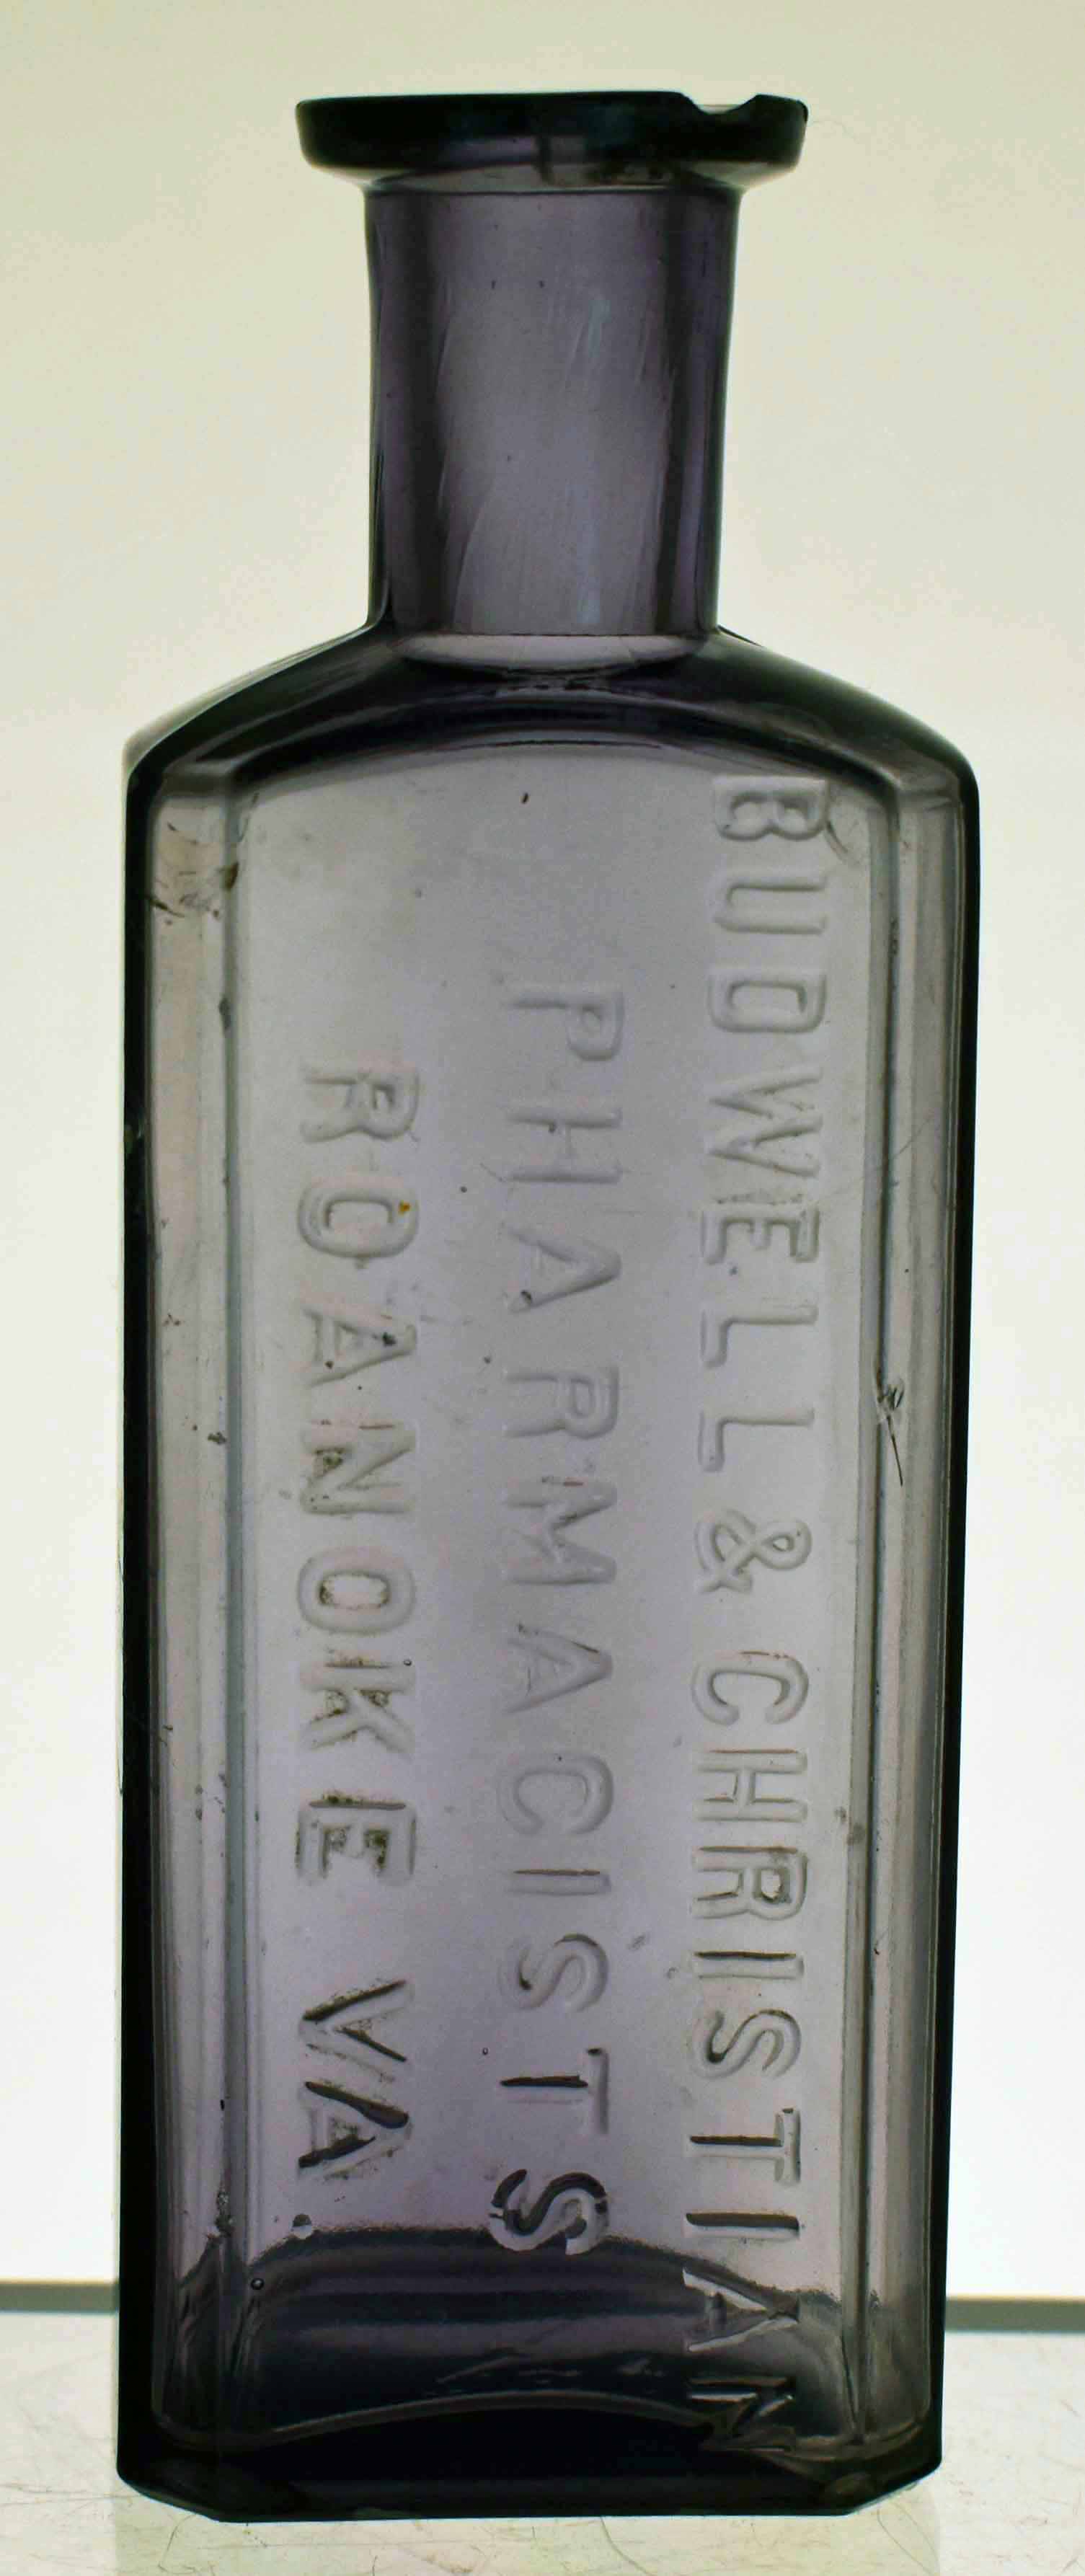 BUDWELL & CHRISTIAN
PHARMACISTS
ROANOKE VA.